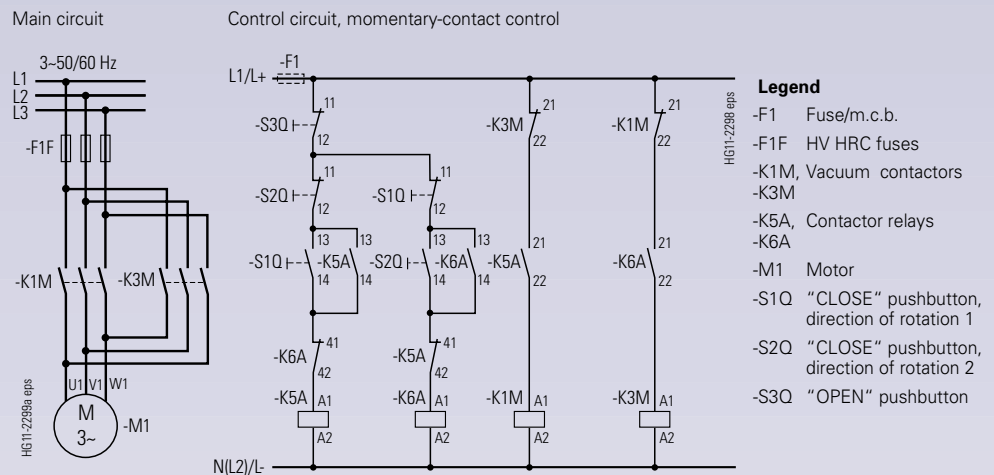 Main circuit
Control circuit, momentary-contact control
3~50/60 Hz
L1
L2
L3
-F1F
-K1M
-K3M
U1 V1 W1
M
3~
-M1
HG11-2299a eps
-F1
L1/L+
11
-S3Q
12
21
-K3M
22
21
-K1M
22
11
-S2Q
12
11
-S1Q
12
13
13
-S1Q
-K5A
14
14
13
13
-S2Q
-K6A
14
14
21
-K5A
22
21
-K6A
22
41
-K6A
42
41
-K5A
42
-K5A
A1
A2
-K6A
A1
A2
-K1M
A1
A2
-K3M
A1
A2
N(L2)/L-
HG11-2298 eps
Legend
-F1 Fuse/m.c.b.
-F1F HV HRC fuses
-K1M, Vacuum contactors
-K3M
-K5A, Contactor relays
-K6A
-M1 Motor
-S1Q “CLOSE“ pushbutton,
direction of rotation 1
-S2Q “CLOSE“ pushbutton,
direction of rotation 2
-S3Q “OPEN“ pushbutton